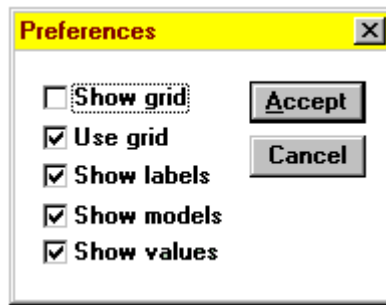 Preferences
Show grid
Accept
Use grid
Cancel
Show labels
Show models
Show values